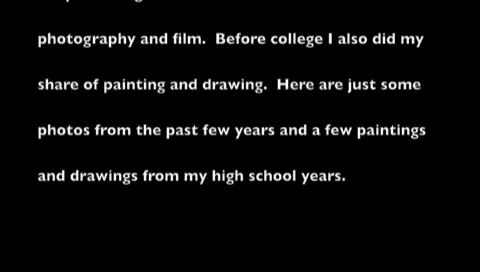 photography and film.  Before college I also did my
share of painting and drawing.  Here are just some
photos from the past few years and a few paintings
and drawings from my high school years.